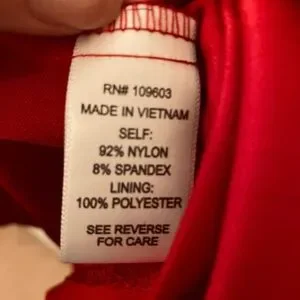 RN# 109603
MADE IN VIETNAM
SELF:
92% NYLON
8% SPANDEX
LINING:
100% POLYESTER
SEE REVERSE
FOR CARE